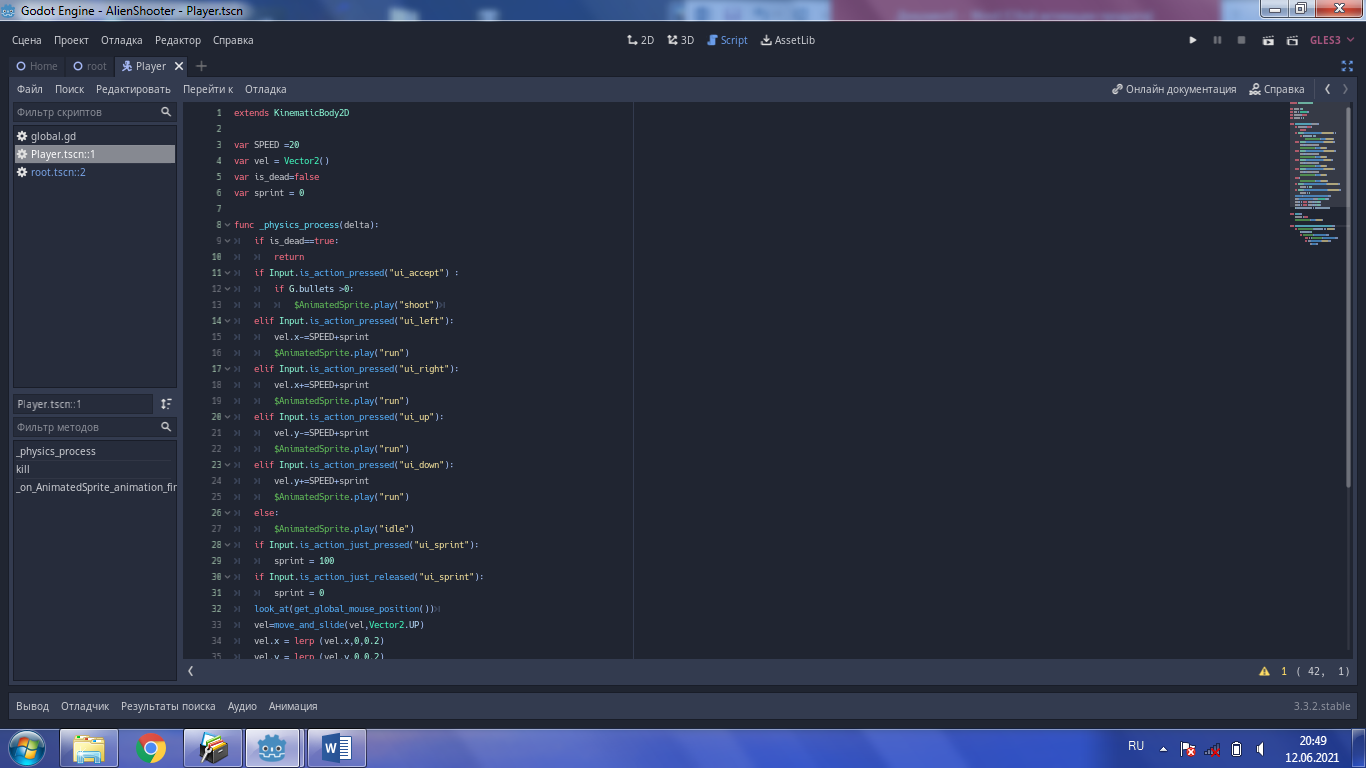 Godot Engine - AlienShooter - Player.tscn
Сцена Проект Отладка Редактор Справка 2D 3D Script AssetLib GLES3
Home root Player
Файл Поиск Редактировать Перейти к Отладка Онлайн документация Справка
Фильтр скриптов
global.gd
Player.tscn::1
root.tscn::2
Player.tscn::1
Фильтр методов
_physics_process
kill
_on_AnimatedSprite_animation_fir
1 extends KinematicBody2D
2
3 var SPEED =20
4 var vel = Vector2()
5 var is_dead=false
6 var sprint = 0
7
8 func _physics_process(delta):
9 if is_dead==true:
10 return
11 if Input.is_action_pressed("ui_accept") :
12 if G.bullets >0:
13 $AnimatedSprite.play("shoot")
14 elif Input.is_action_pressed("ui_left"):
15 vel.x-=SPEED+sprint
16 $AnimatedSprite.play("run")
17 elif Input.is_action_pressed("ui_right"):
18 vel.x+=SPEED+sprint
19 $AnimatedSprite.play("run")
20 elif Input.is_action_pressed("ui_up"):
21 vel.y-=SPEED+sprint
22 $AnimatedSprite.play("run")
23 elif Input.is_action_pressed("ui_down"):
24 vel.y+=SPEED+sprint
25 $AnimatedSprite.play("run")
26 else:
27 $AnimatedSprite.play("idle")
28 if Input.is_action_just_pressed("ui_sprint"):
29 sprint = 100
30 if Input.is_action_just_released("ui_sprint"):
31 sprint = 0
32 look_at(get_global_mouse_position())
33 vel=move_and_slide(vel,Vector2.UP)
34 vel.x = lerp (vel.x,0,0.2)
35 vel.y = lerp (vel.y,0,0.2)
1 ( 42, 1)
Вывод Отладчик Результаты поиска Аудио Анимация 3.3.2.stable
RU
20:49
12.06.2021